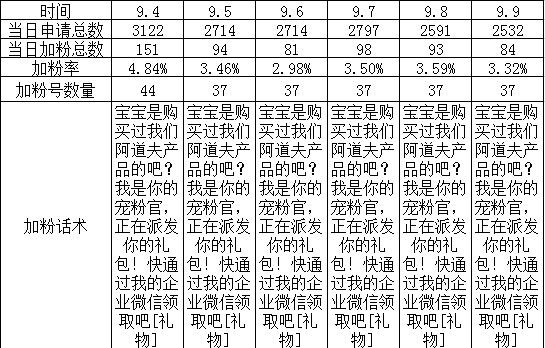 时间 9.4 9.5 9.6 9.7 9.8 9.9
当日申请总数 3122 2714 2714 2797 2591 2532
当日加粉总数 151 94 81 98 93 84
加粉率 4.84% 3.46% 2.98% 3.50% 3.59% 3.32%
加粉号数量 44 37 37 37 37 37
加粉话术
宝宝是购
买过我们
阿道夫产
品的吧?
我是你的
宠粉官,
正在派发
你的礼
包! 快通
过我的企
业微信领
取吧[礼
物]
宝宝是购
买过我们
阿道夫产
品的吧?
我是你的
宠粉官,
正在派发
你的礼
包! 快通
过我的企
业微信领
取吧[礼
物]
宝宝是购
买过我们
阿道夫产
品的吧?
我是你的
宠粉官,
正在派发
你的礼
包! 快通
过我的企
业微信领
取吧[礼
物]
宝宝是购
买过我们
阿道夫产
品的吧?
我是你的
宠粉官,
正在派发
你的礼
包! 快通
过我的企
业微信领
取吧[礼
物]
宝宝是购
买过我们
阿道夫产
品的吧?
我是你的
宠粉官,
正在派发
你的礼
包! 快通
过我的企
业微信领
取吧[礼
物]
宝宝是购
买过我们
阿道夫产
品的吧?
我是你的
宠粉官,
正在派发
你的礼
包! 快通
过我的企
业微信领
取吧[礼
物]